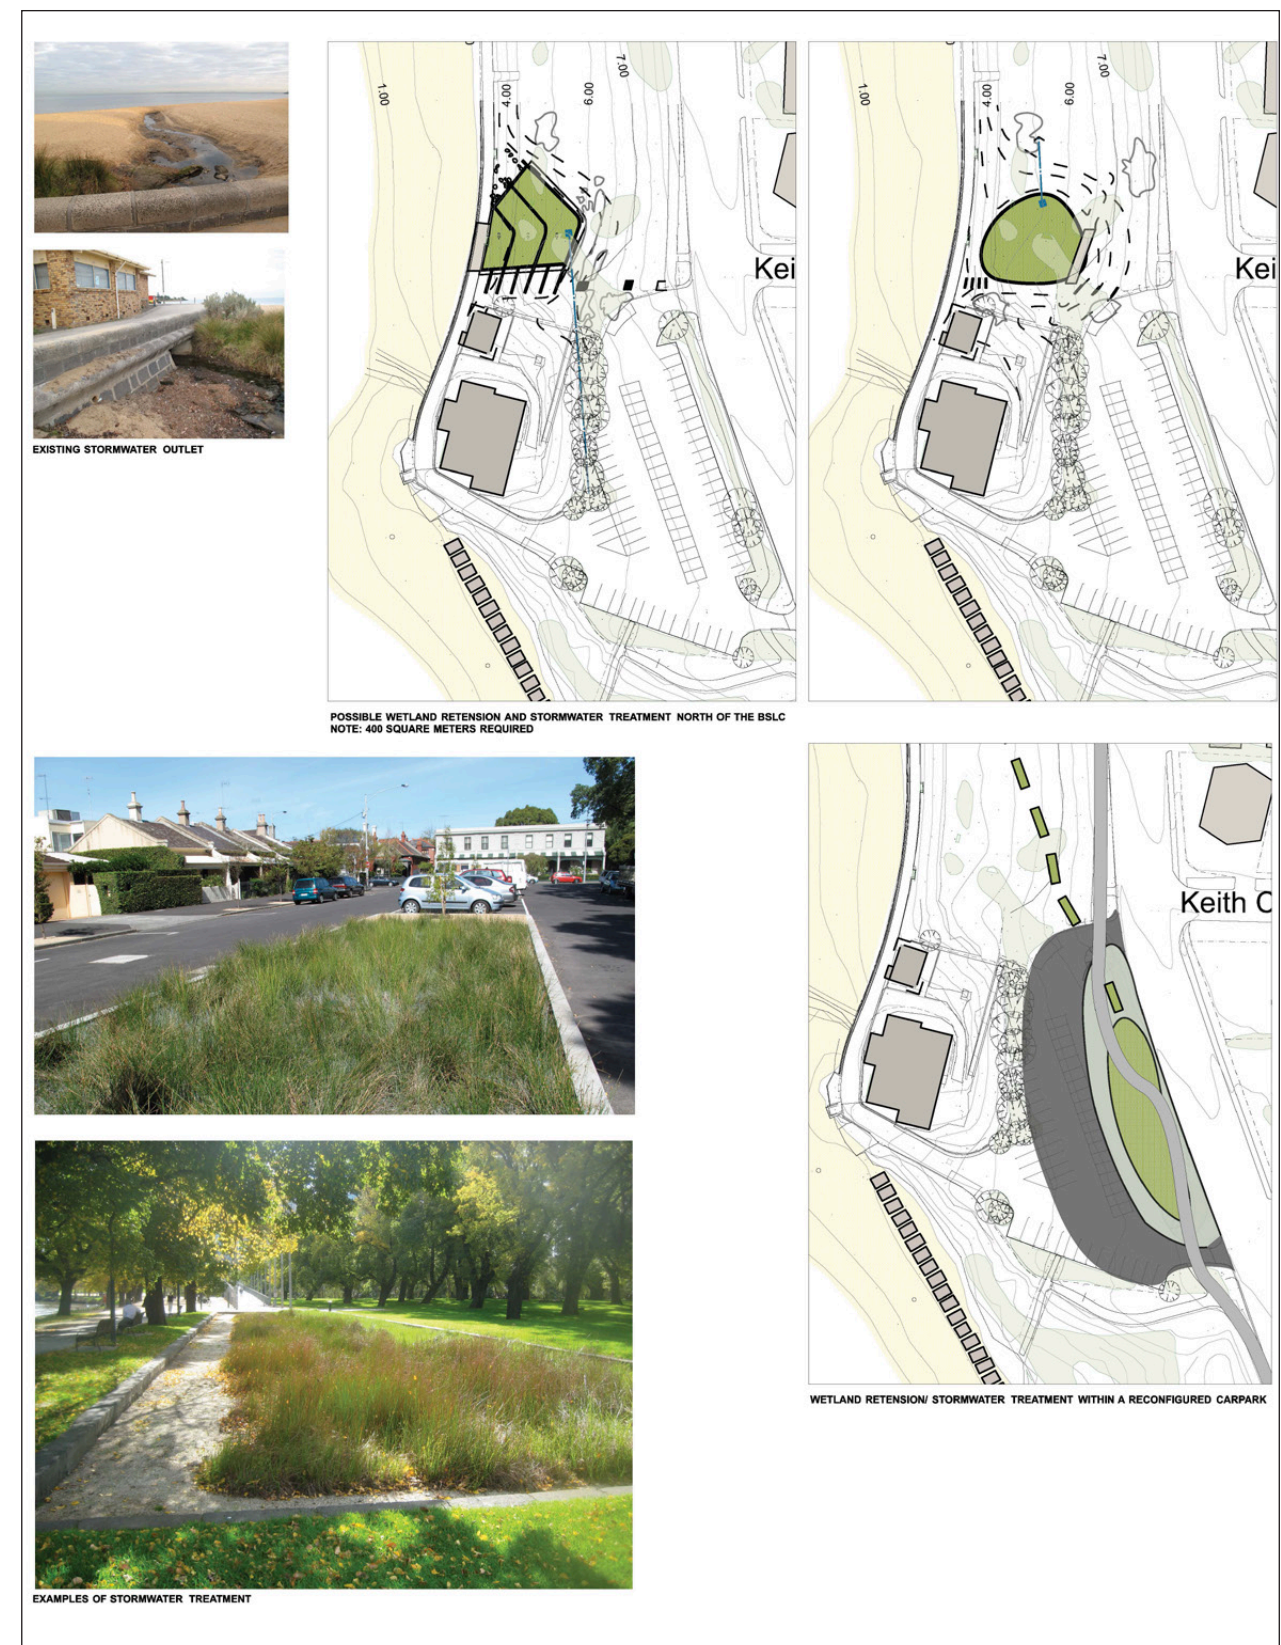 1.00
4.00
6.00
7.00
Kei
1.00
4.00
6.00
7.00
Kei
EXISTING STORMWATER OUTLET
POSSIBLE WETLAND RETENSION AND STORMWATER TREATMENT NORTH OF THE BSLC
NOTE: 400 SQUARE METERS REQUIRED
Keith C
WETLAND RETENSION/ STORMWATER TREATMENT WITHIN A RECONFIGURED CARPARK
EXAMPLES OF STORMWATER TREATMENT